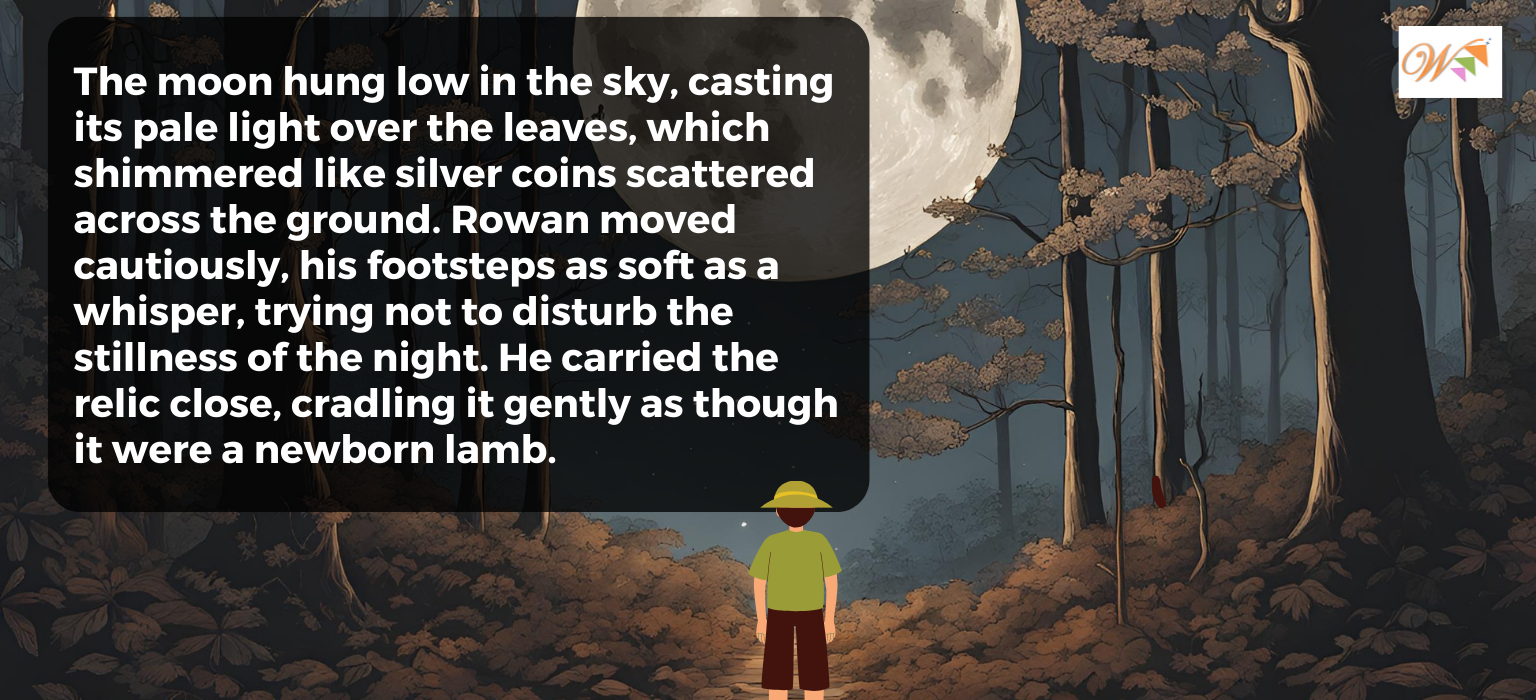 The moon hung low in the sky, casting
its pale light over the leaves, which
shimmered like silver coins scattered
across the ground. Rowan moved
cautiously, his footsteps as soft as a
whisper, trying not to disturb the
stillness of the night. He carried the
relic close, cradling it gently as though
it were a newborn lamb.
W